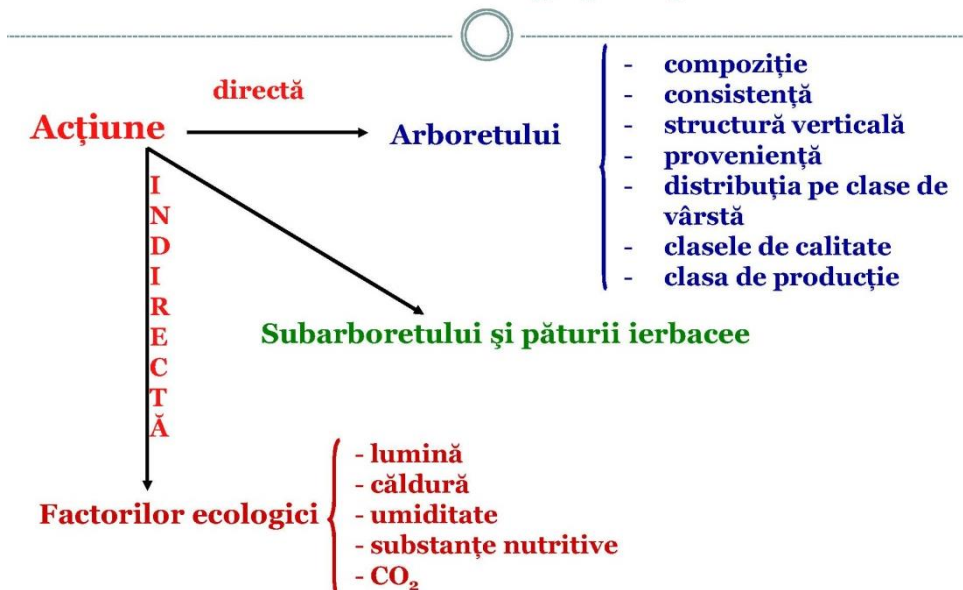 directă
Acțiune
Arboretului
- compoziție
- consistență
- structură verticală
- proveniență
- distribuția pe clase de
vârstă
- clasele de calitate
- clasa de producție
INDIRECTĂ
Subarboretului şi păturii ierbacee
Factorilor ecologici
- lumină
- căldură
- umiditate
- substanțe nutritive
- CO₂